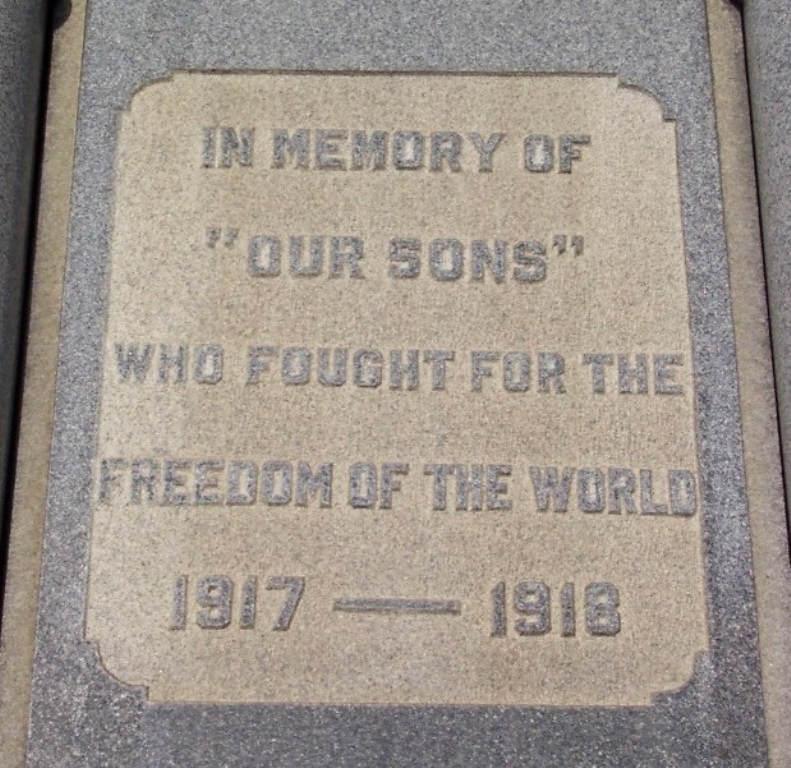 IN MEMORY OF
"OUR SONS"
WHO FOUGHT FOR THE
FREEDOM OF THE WORLD
1917 — 1918